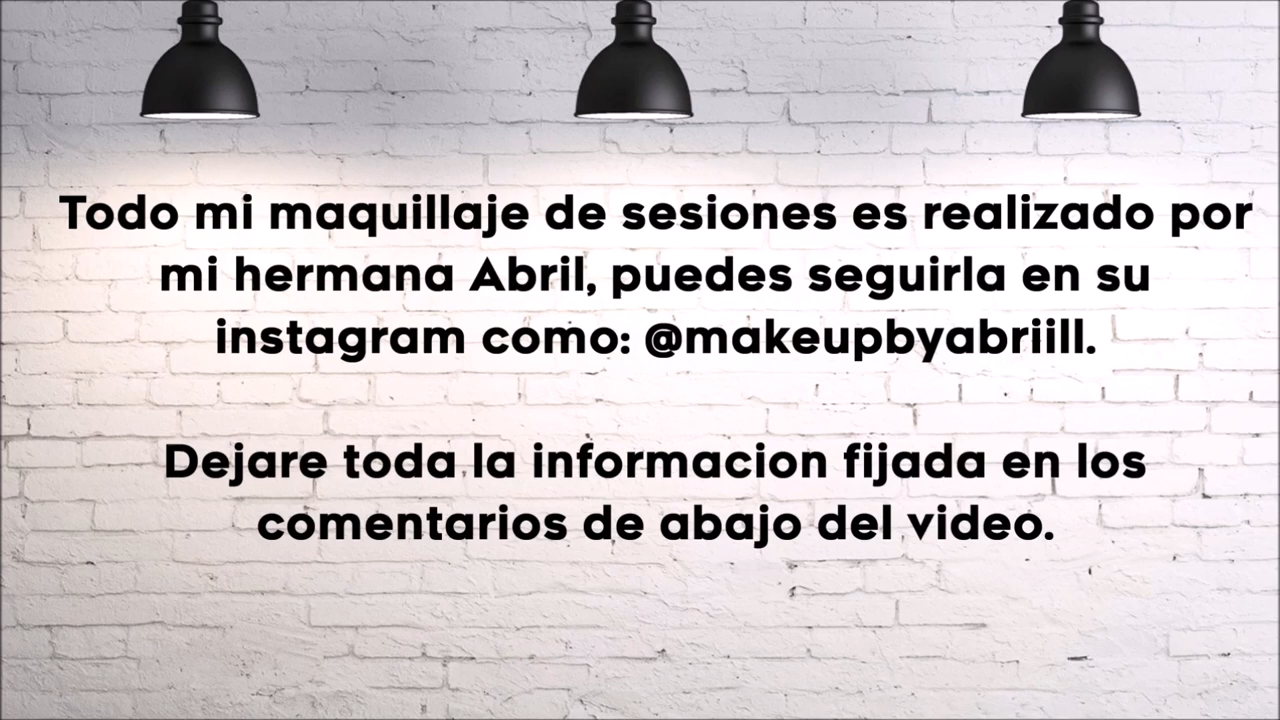 Todo mi maquillaje de sesiones es realizado por
mi hermana Abril, puedes seguirla en su
instagram como: @makeupbyabriill.
Dejare toda la informacion fijada en los
comentarios de abajo del video.